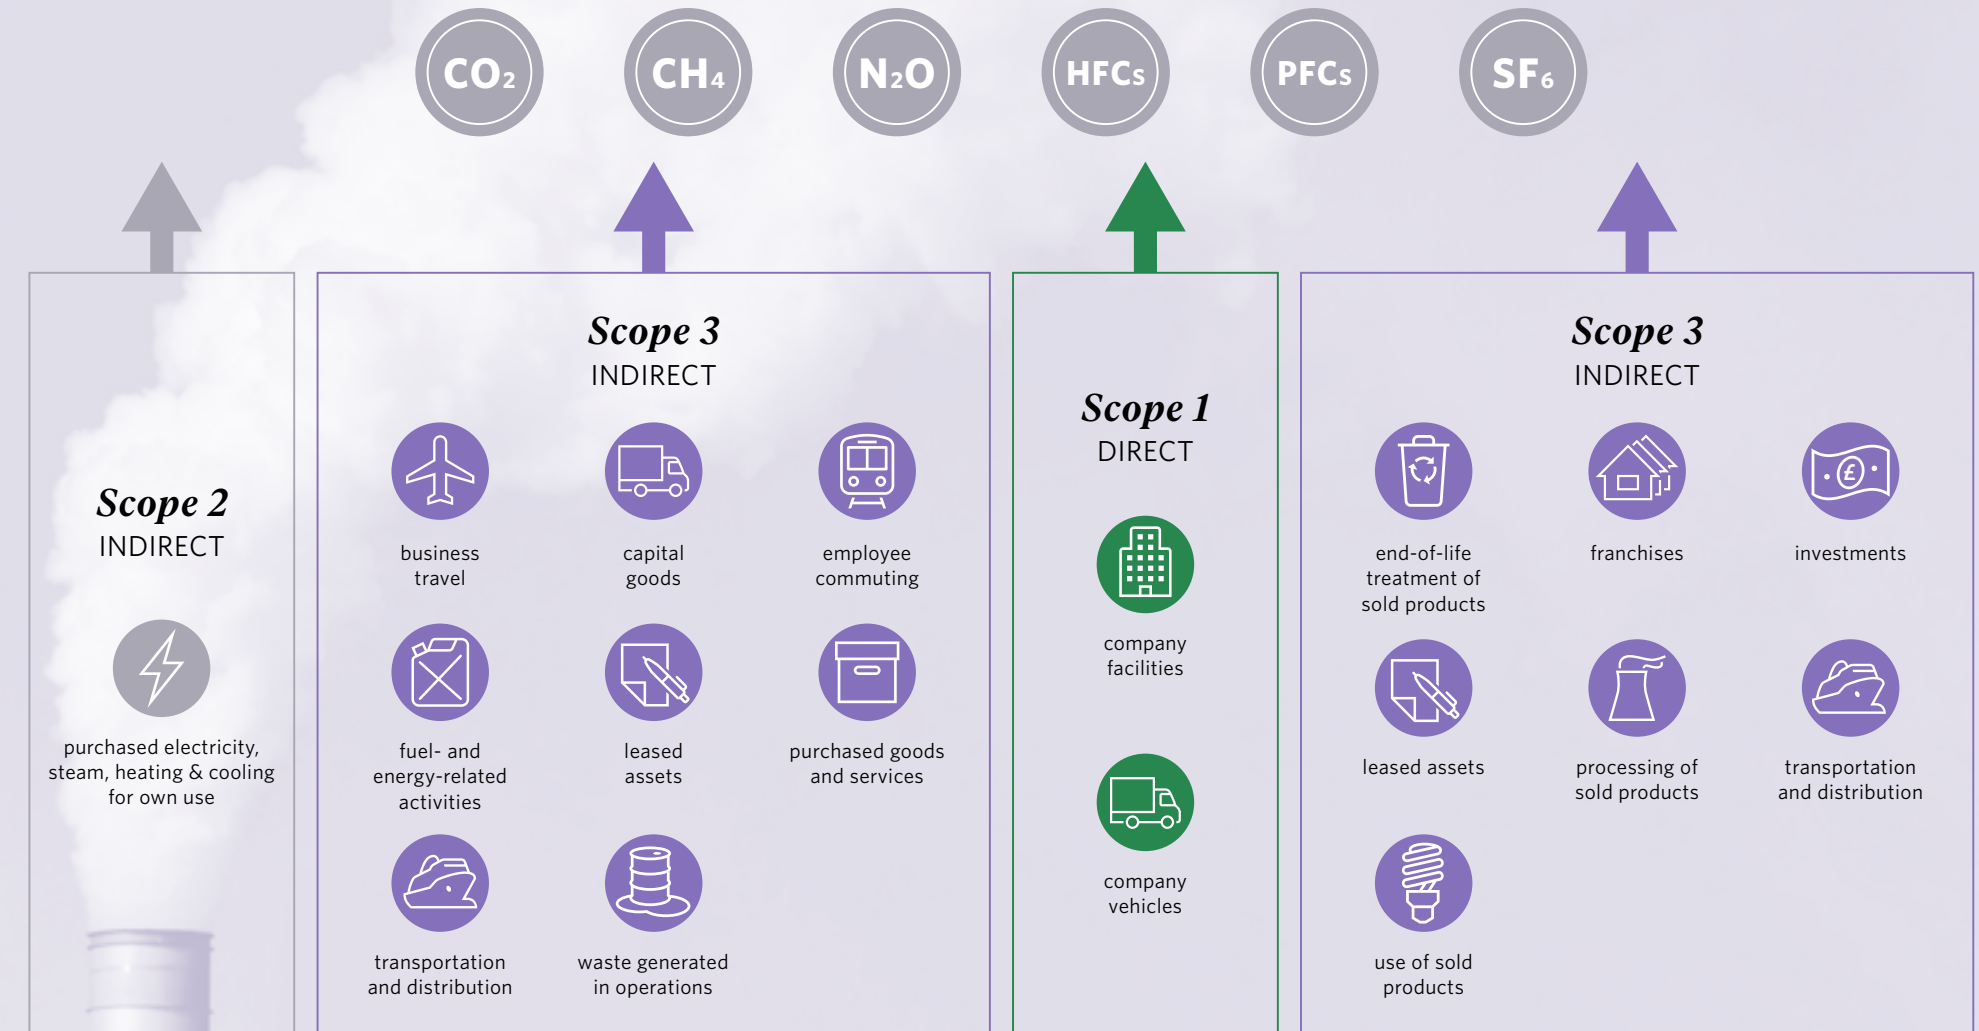 CO₂
CH₄
N₂O
HFCs
PFCs
SF₆
Scope 2
INDIRECT
purchased electricity,
steam, heating & cooling
for own use
Scope 3
INDIRECT
business
travel
capital
goods
employee
commuting
fuel- and
energy-related
activities
leased
assets
purchased goods
and services
transportation
and distribution
waste generated
in operations
Scope 1
DIRECT
company
facilities
company
vehicles
Scope 3
INDIRECT
end-of-life
treatment of
sold products
franchises
£
investments
leased assets
processing of
sold products
transportation
and distribution
use of sold
products